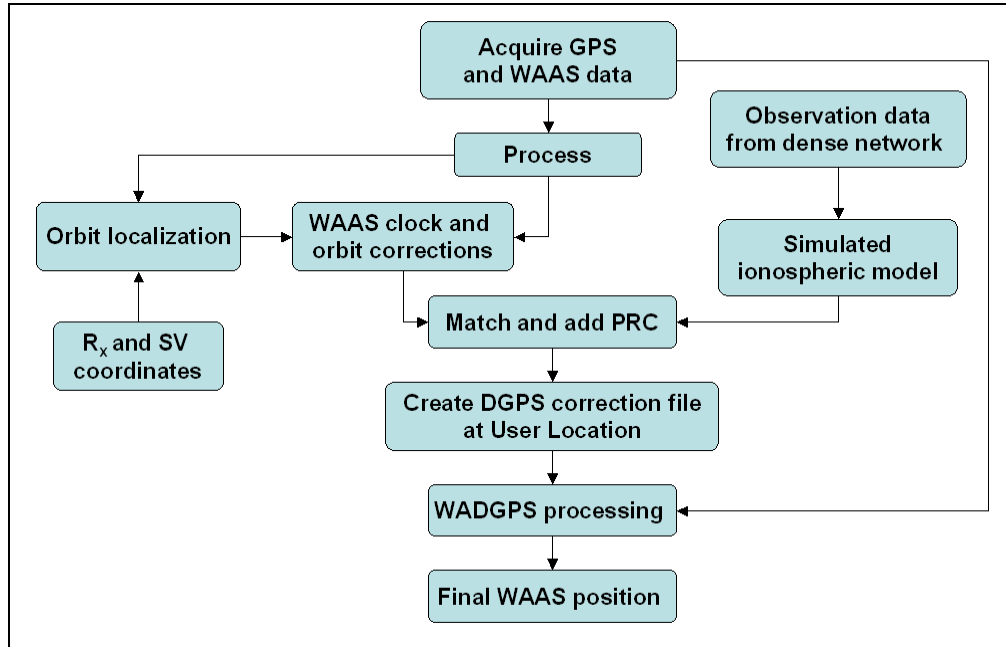 Acquire GPS
and WAAS data
Observation data
from dense network
Process
Orbit localization
WAAS clock and
orbit corrections
Simulated
ionospheric model
Match and add PRC
Rx and SV
coordinates
Create DGPS correction file
at User Location
WADGPS processing
Final WAAS position